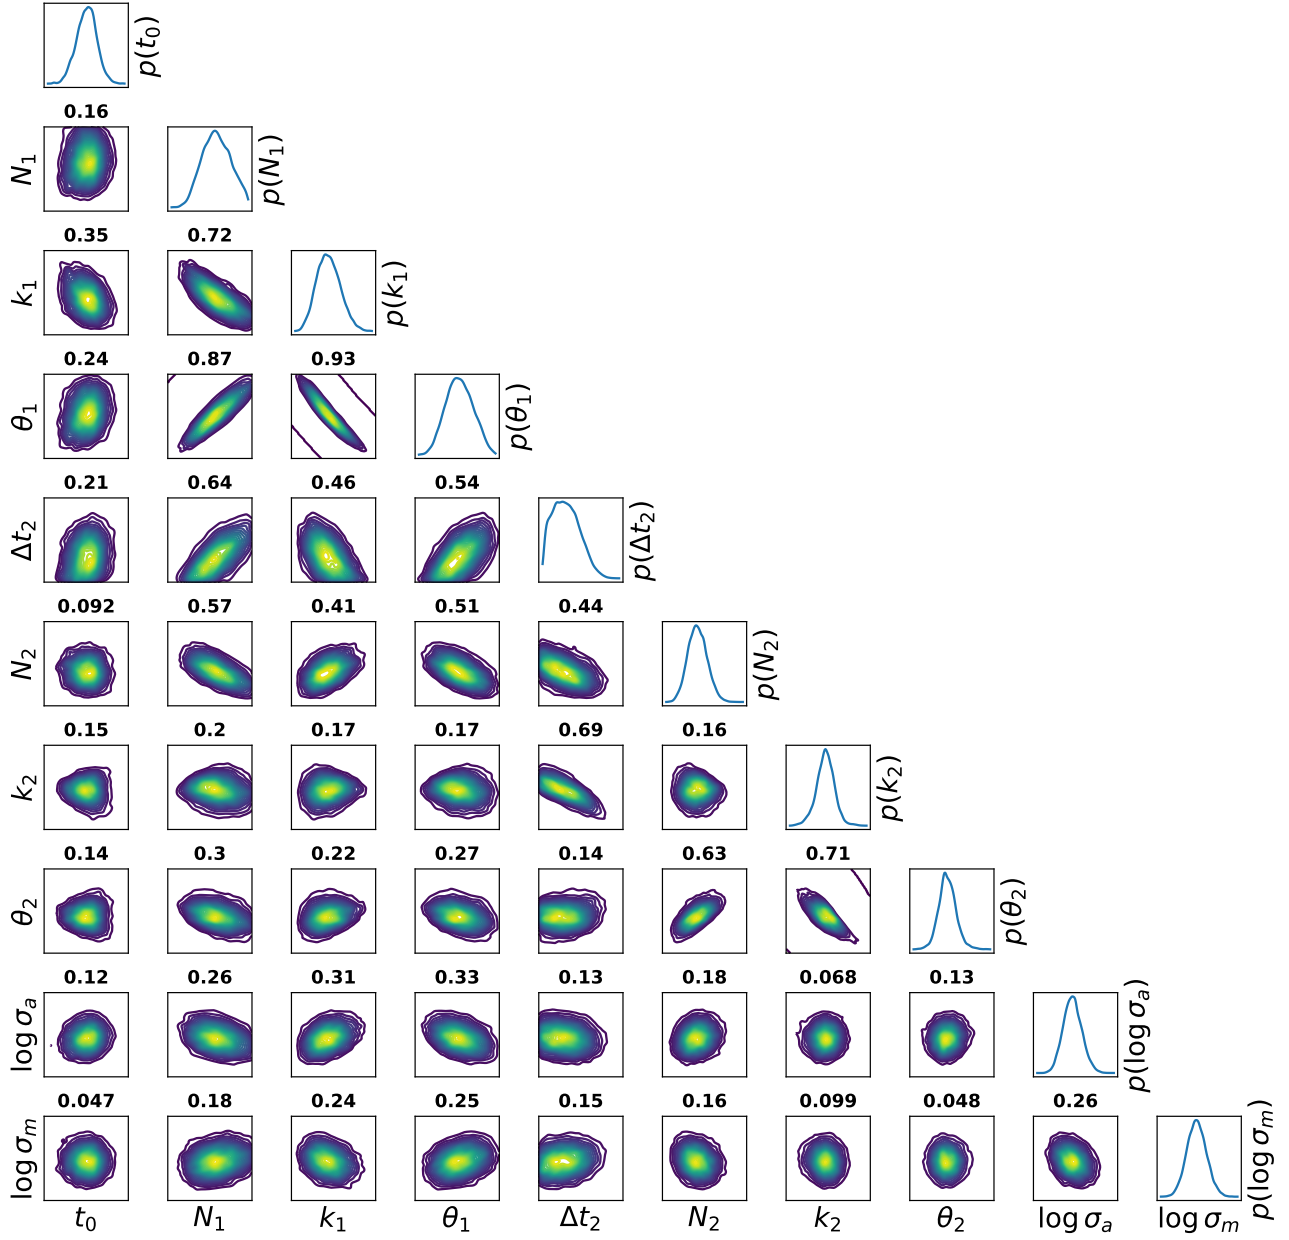 p(t₀)
0.16
N₁
p(N₁)
0.35 0.72
k₁
p(k₁)
0.24 0.87 0.93
θ₁
p(θ₁)
0.21 0.64 0.46 0.54
Δt₂
p(Δt₂)
0.092 0.57 0.41 0.51 0.44
N₂
p(N₂)
0.15 0.2 0.17 0.17 0.69 0.16
k₂
p(k₂)
0.14 0.3 0.22 0.27 0.14 0.63 0.71
θ₂
p(θ₂)
0.12 0.26 0.31 0.33 0.13 0.18 0.068 0.13
log σₐ
p(log σₐ)
0.047 0.18 0.24 0.25 0.15 0.16 0.099 0.048 0.26
log σₘ
p(log σₘ)
t₀ N₁ k₁ θ₁ Δt₂ N₂ k₂ θ₂ log σₐ log σₘ